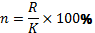 n = R/K × 100%